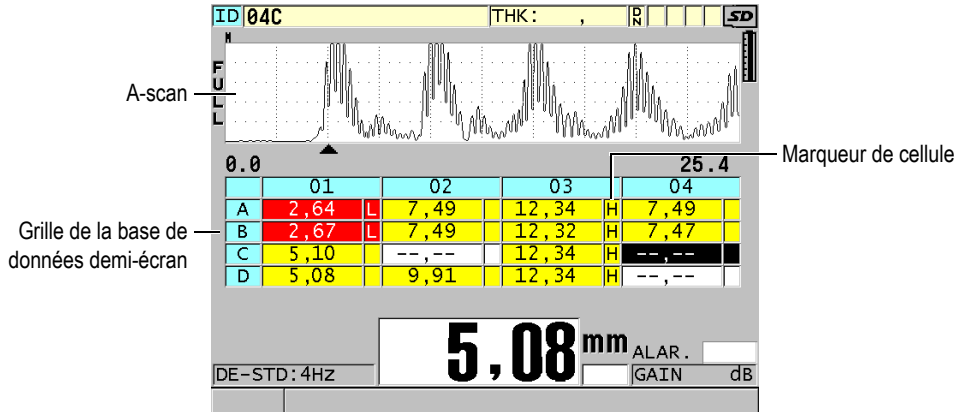 ID 04C THK: , DN SD
FULL
A-scan
0.0 25.4
Marqueur de cellule
01 02 03 04
A 2,64 L 7,49 12,34 H 7,49
B 2,67 L 7,49 12,32 H 7,47
C 5,10 --,-- 12,34 H --,--
D 5,08 9,91 12,34 H --,--
Grille de la base de
données demi-écran
5,08 mm
ALAR.
DE-STD:4Hz GAIN dB